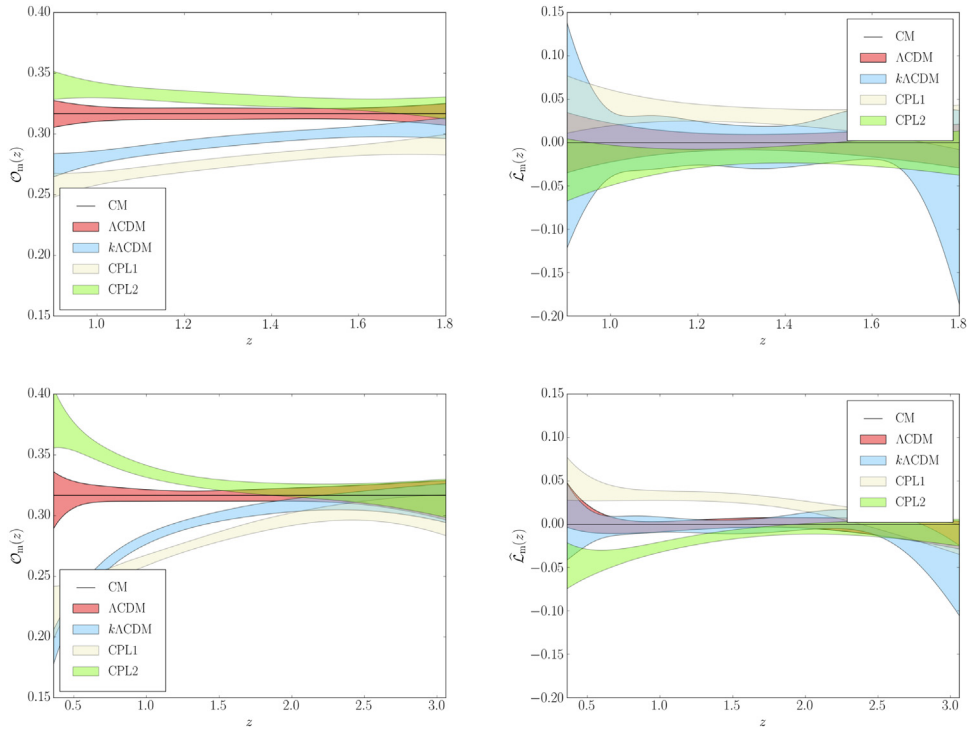 0.40
0.35
0.30
0.25
0.20
0.15
𝒪m(z)
CM
ΛCDM
kΛCDM
CPL1
CPL2
1.0 1.2 1.4 1.6 1.8
z
0.15
0.10
0.05
0.00
−0.05
−0.10
−0.15
−0.20
ℒ̂m(z)
CM
ΛCDM
kΛCDM
CPL1
CPL2
1.0 1.2 1.4 1.6 1.8
z
0.40
0.35
0.30
0.25
0.20
0.15
𝒪m(z)
CM
ΛCDM
kΛCDM
CPL1
CPL2
0.5 1.0 1.5 2.0 2.5 3.0
z
0.15
0.10
0.05
0.00
−0.05
−0.10
−0.15
−0.20
ℒ̂m(z)
CM
ΛCDM
kΛCDM
CPL1
CPL2
0.5 1.0 1.5 2.0 2.5 3.0
z